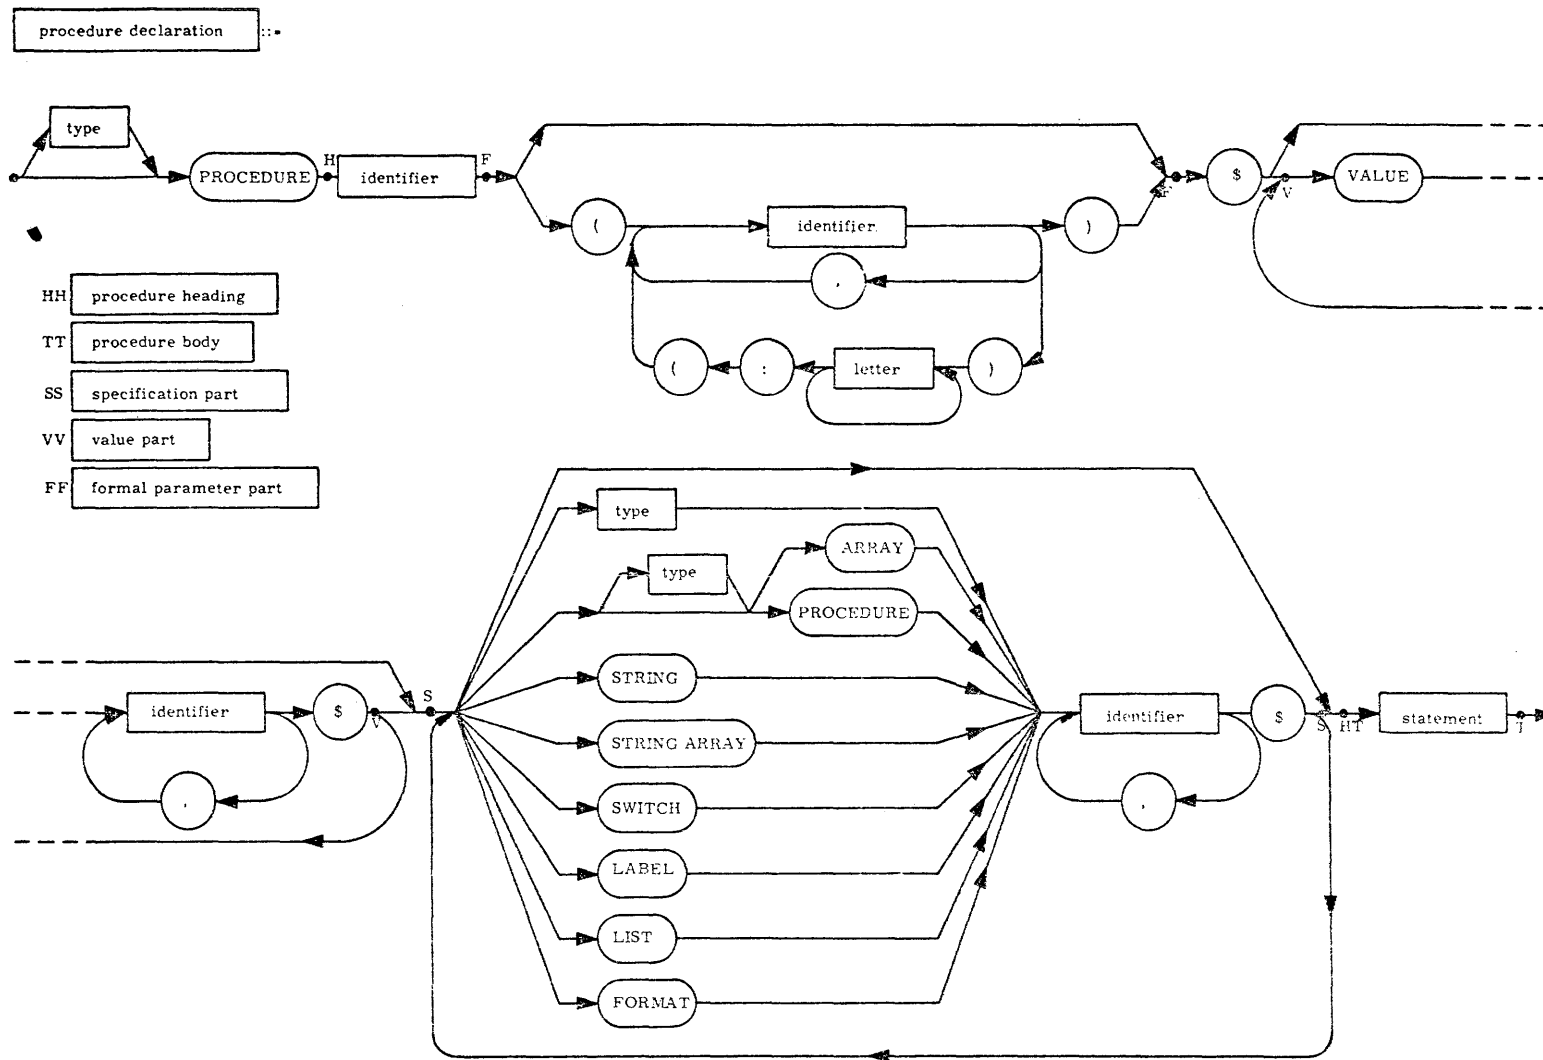 procedure declaration ::=
type
PROCEDURE H identifier F F $ V VALUE
( identifier )
,
HH procedure heading
TT procedure body
SS specification part
VV value part
FF formal parameter part
( : letter )
type
ARRAY
type
PROCEDURE
STRING
identifier $ V S identifier $ S HT statement T
,
STRING ARRAY
SWITCH
,
LABEL
LIST
FORMAT